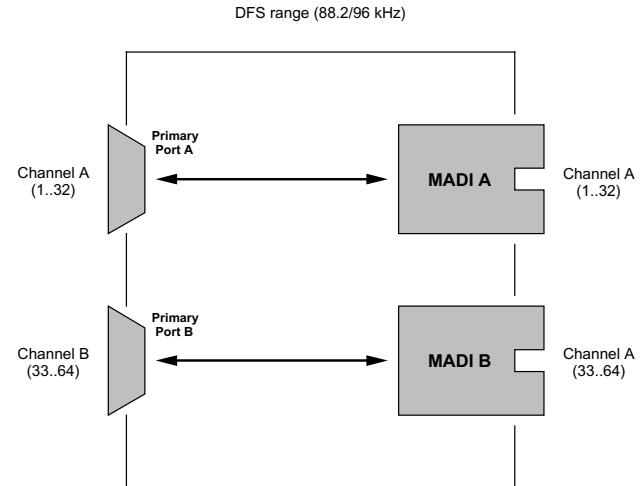 DFS range (88.2/96 kHz)
Primary
Port A
Channel A
(1..32)
MADI A
Channel A
(1..32)
Primary
Port B
Channel B
(33..64)
MADI B
Channel A
(33..64)